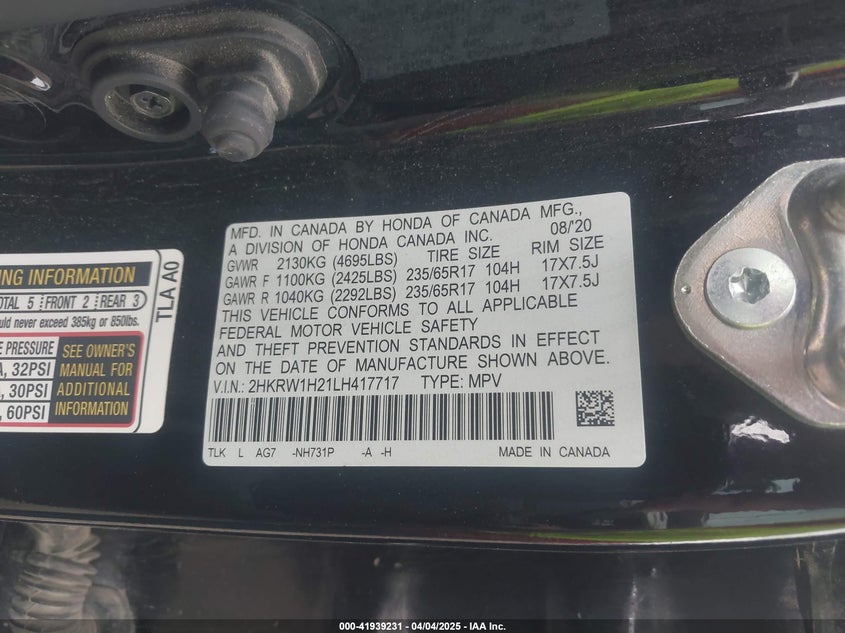 MFD. IN CANADA BY HONDA OF CANADA MFG.,
A DIVISION OF HONDA CANADA INC. 08/'20
GVWR 2130KG (4695LBS) TIRE SIZE RIM SIZE
GAWR F 1100KG (2425LBS) 235/65R17 104H 17X7.5J
GAWR R 1040KG (2292LBS) 235/65R17 104H 17X7.5J
THIS VEHICLE CONFORMS TO ALL APPLICABLE
FEDERAL MOTOR VEHICLE SAFETY
AND THEFT PREVENTION STANDARDS IN EFFECT
ON THE DATE OF MANUFACTURE SHOWN ABOVE.
V.I.N.: 2HKRW1H21LH417717 TYPE: MPV
TLK L AG7 -NH731P -A -H MADE IN CANADA
INFORMATION
TLA A0
TOTAL 5 FRONT 2 REAR 3
never exceed 385kg or 850lbs.
PRESSURE SEE OWNER'S
32PSI MANUAL FOR
30PSI ADDITIONAL
60PSI INFORMATION
000-41939231 - 04/04/2025 - IAA Inc.